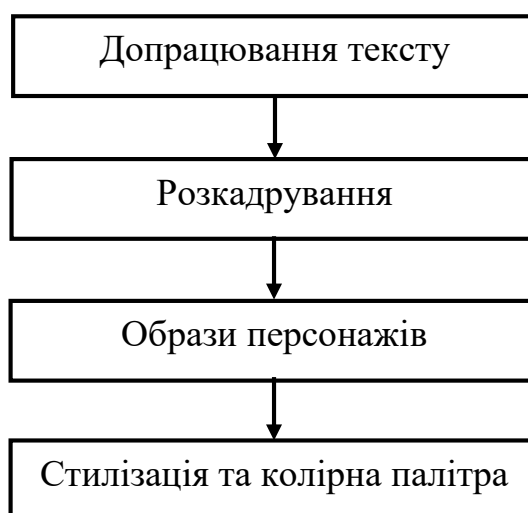 Допрацювання тексту
Розкадрування
Образи персонажів
Стилізація та колірна палітра